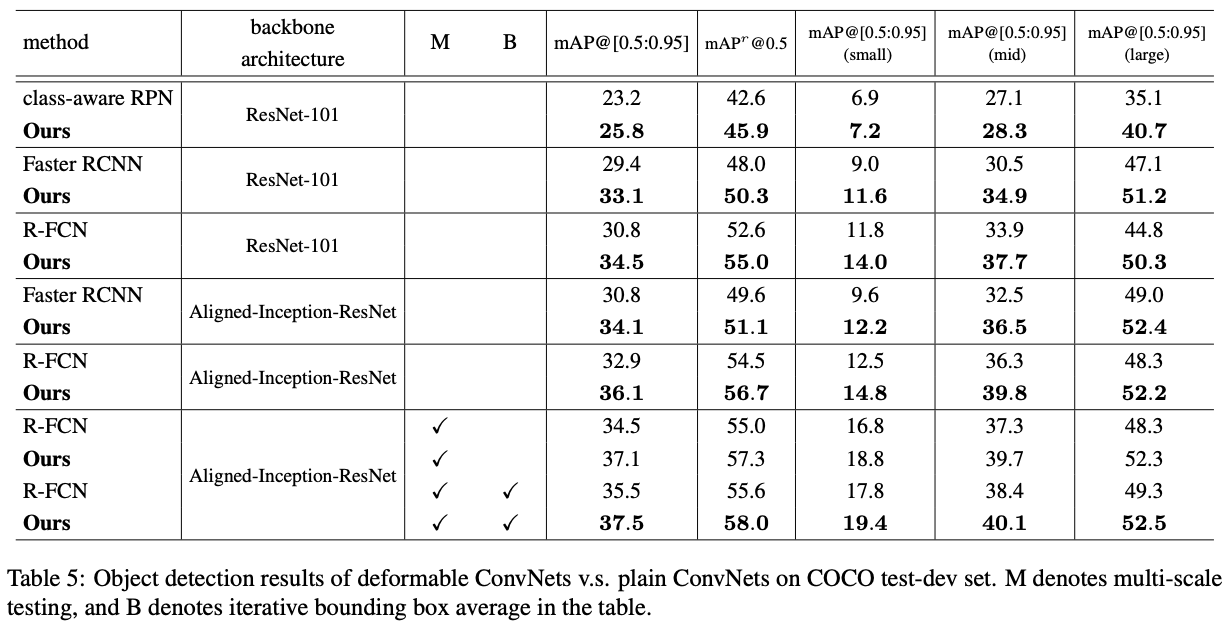 method backbone architecture M B mAP@[0.5:0.95] mAPʳ@0.5 mAP@[0.5:0.95] (small) mAP@[0.5:0.95] (mid) mAP@[0.5:0.95] (large)
class-aware RPN ResNet-101 23.2 42.6 6.9 27.1 35.1
Ours 25.8 45.9 7.2 28.3 40.7
Faster RCNN ResNet-101 29.4 48.0 9.0 30.5 47.1
Ours 33.1 50.3 11.6 34.9 51.2
R-FCN ResNet-101 30.8 52.6 11.8 33.9 44.8
Ours 34.5 55.0 14.0 37.7 50.3
Faster RCNN Aligned-Inception-ResNet 30.8 49.6 9.6 32.5 49.0
Ours 34.1 51.1 12.2 36.5 52.4
R-FCN Aligned-Inception-ResNet 32.9 54.5 12.5 36.3 48.3
Ours 36.1 56.7 14.8 39.8 52.2
R-FCN Aligned-Inception-ResNet ✓ 34.5 55.0 16.8 37.3 48.3
Ours ✓ 37.1 57.3 18.8 39.7 52.3
R-FCN ✓ ✓ 35.5 55.6 17.8 38.4 49.3
Ours ✓ ✓ 37.5 58.0 19.4 40.1 52.5
Table 5: Object detection results of deformable ConvNets v.s. plain ConvNets on COCO test-dev set. M denotes multi-scale
testing, and B denotes iterative bounding box average in the table.